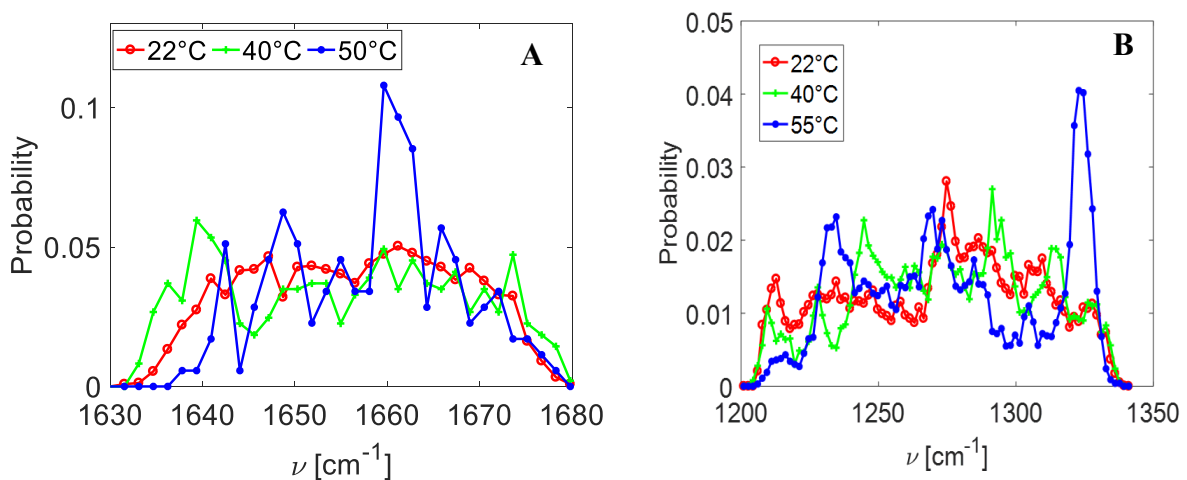 22°C 40°C 50°C
A
0.1
0.05
0
Probability
1630 1640 1650 1660 1670 1680
ν [cm-1]
B
22°C
40°C
55°C
0.05
0.04
0.03
0.02
0.01
0
Probability
1200 1250 1300 1350
ν [cm-1]